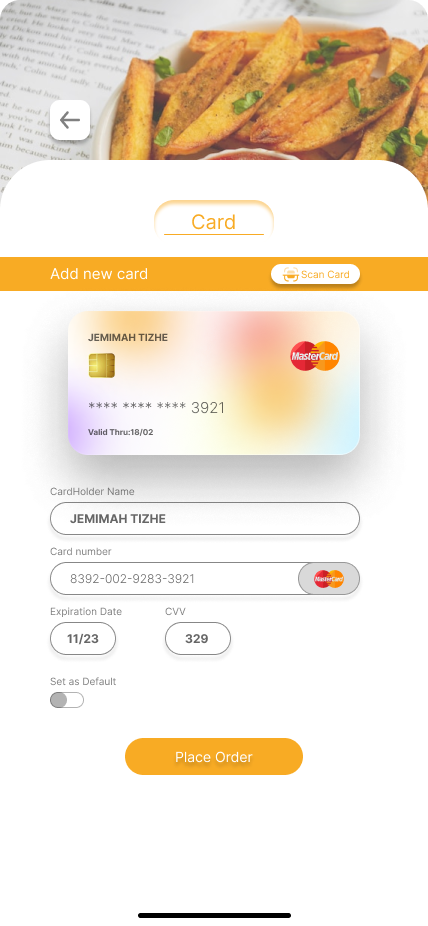 Card
Add new card
Scan Card
JEMIMAH TIZHE
MasterCard
**** **** **** 3921
Valid Thru:18/02
CardHolder Name
JEMIMAH TIZHE
Card number
8392-002-9283-3921
MasterCard
Expiration Date
CVV
11/23
329
Set as Default
Place Order